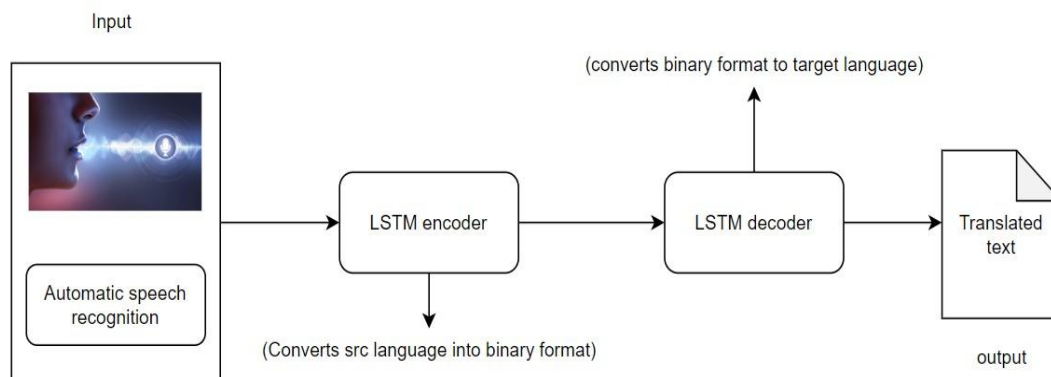 Input
(converts binary format to target language)
LSTM encoder
LSTM decoder
Translated
text
Automatic speech
recognition
(Converts src language into binary format)
output